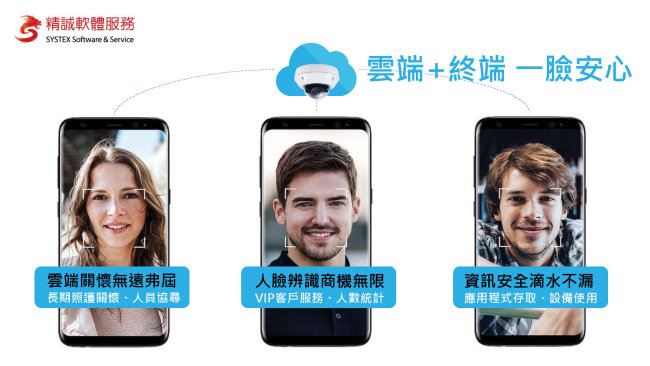 精誠軟體服務
SYSTEX Software & Service
雲端+終端 一臉安心
雲端關懷無遠弗屆
長期照護關懷、人員協尋
人臉辨識商機無限
VIP客戶服務、人數統計
資訊安全滴水不漏
應用程式存取、設備使用